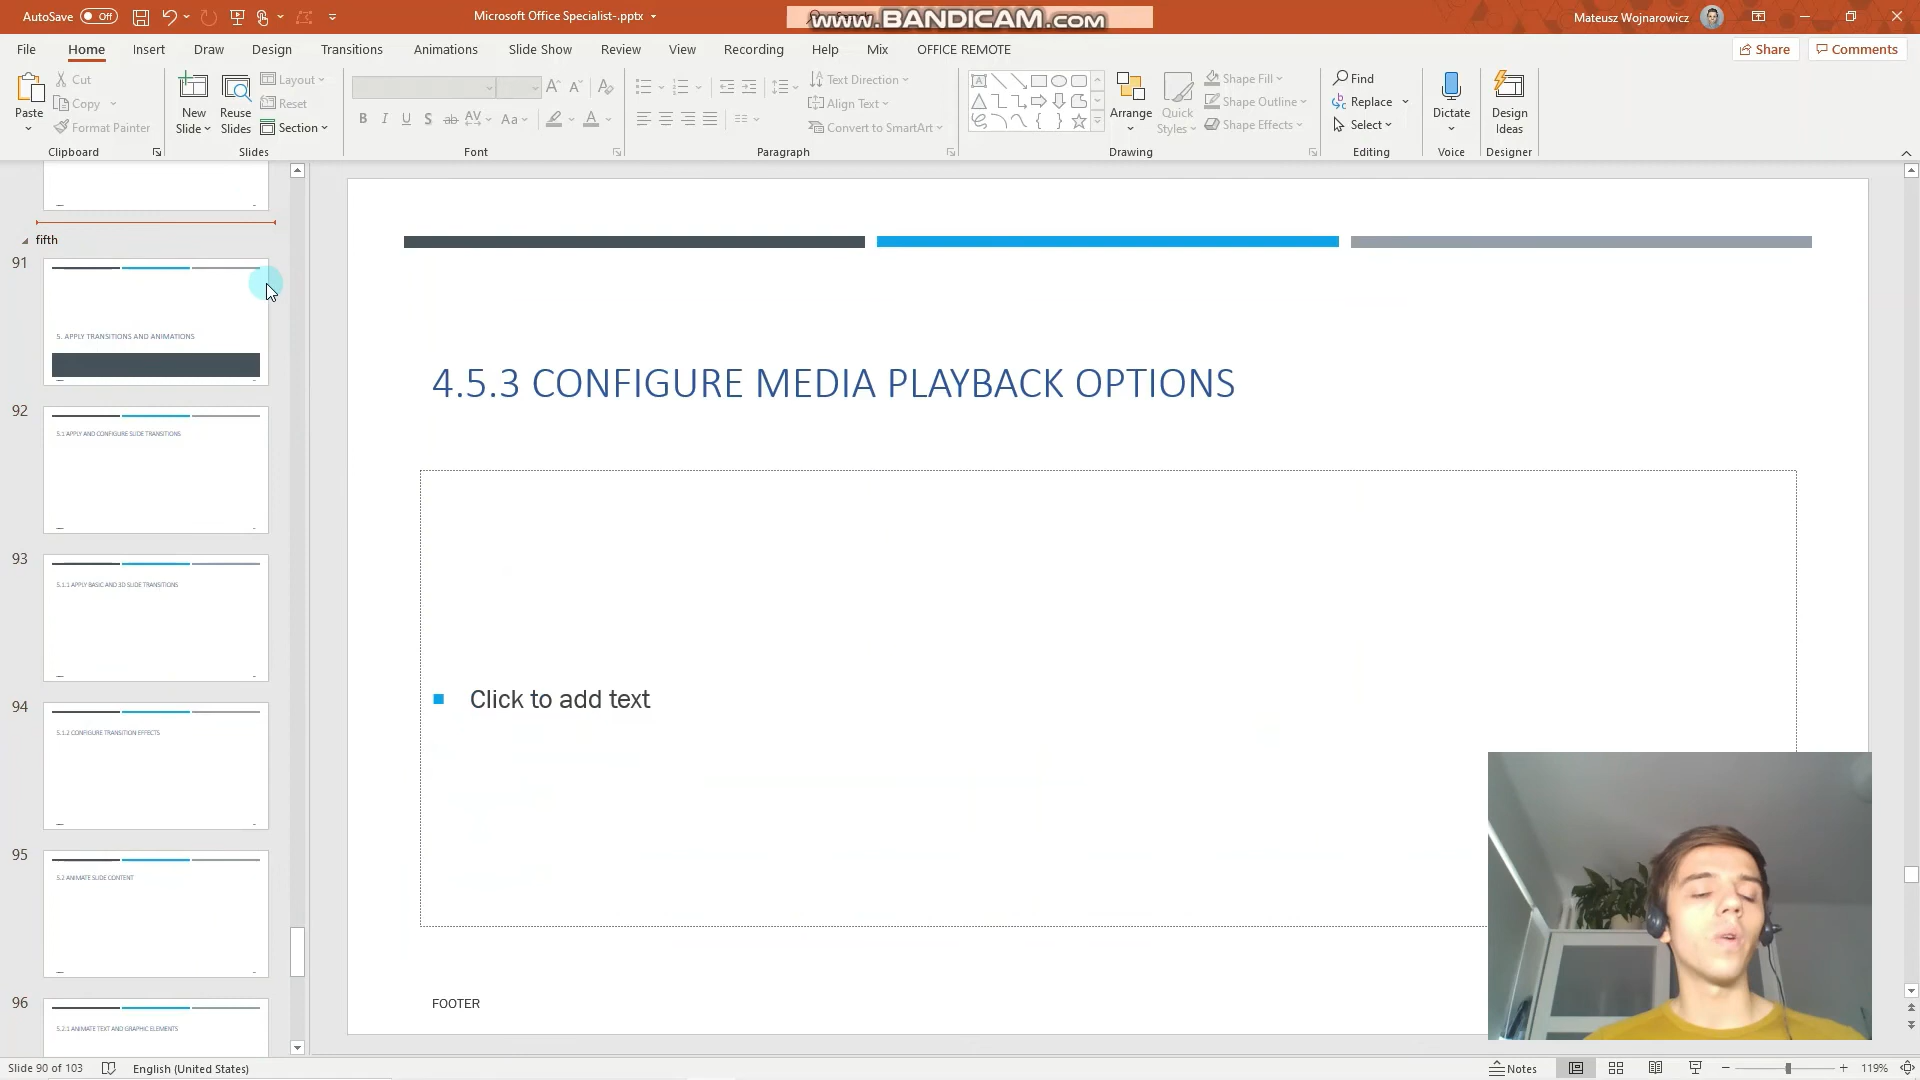 AutoSave Off
Microsoft Office Specialist-.pptx
www.BANDICAM.com
Mateusz Wojnarowicz
File Home Insert Draw Design Transitions Animations Slide Show Review View Recording Help Mix OFFICE REMOTE
Share Comments
Paste
Cut
Copy
Format Painter
Clipboard
New Slide
Reuse Slides
Layout
Reset
Section
Slides
B I U S ab AV Aa A
Font
Text Direction
Align Text
Convert to SmartArt
Paragraph
Arrange
Quick Styles
Shape Fill
Shape Outline
Shape Effects
Drawing
Find
Replace
Select
Editing
Dictate
Voice
Design Ideas
Designer
fifth
91
5. APPLY TRANSITIONS AND ANIMATIONS
92
5.1 APPLY AND CONFIGURE SLIDE TRANSITIONS
93
5.1.1 APPLY BASIC AND 3D SLIDE TRANSITIONS
94
5.1.2 CONFIGURE TRANSITION EFFECTS
95
5.2 ANIMATE SLIDE CONTENT
96
5.2.1 ANIMATE TEXT AND GRAPHIC ELEMENTS
4.5.3 CONFIGURE MEDIA PLAYBACK OPTIONS
Click to add text
FOOTER
Slide 90 of 103
English (United States)
Notes
119%